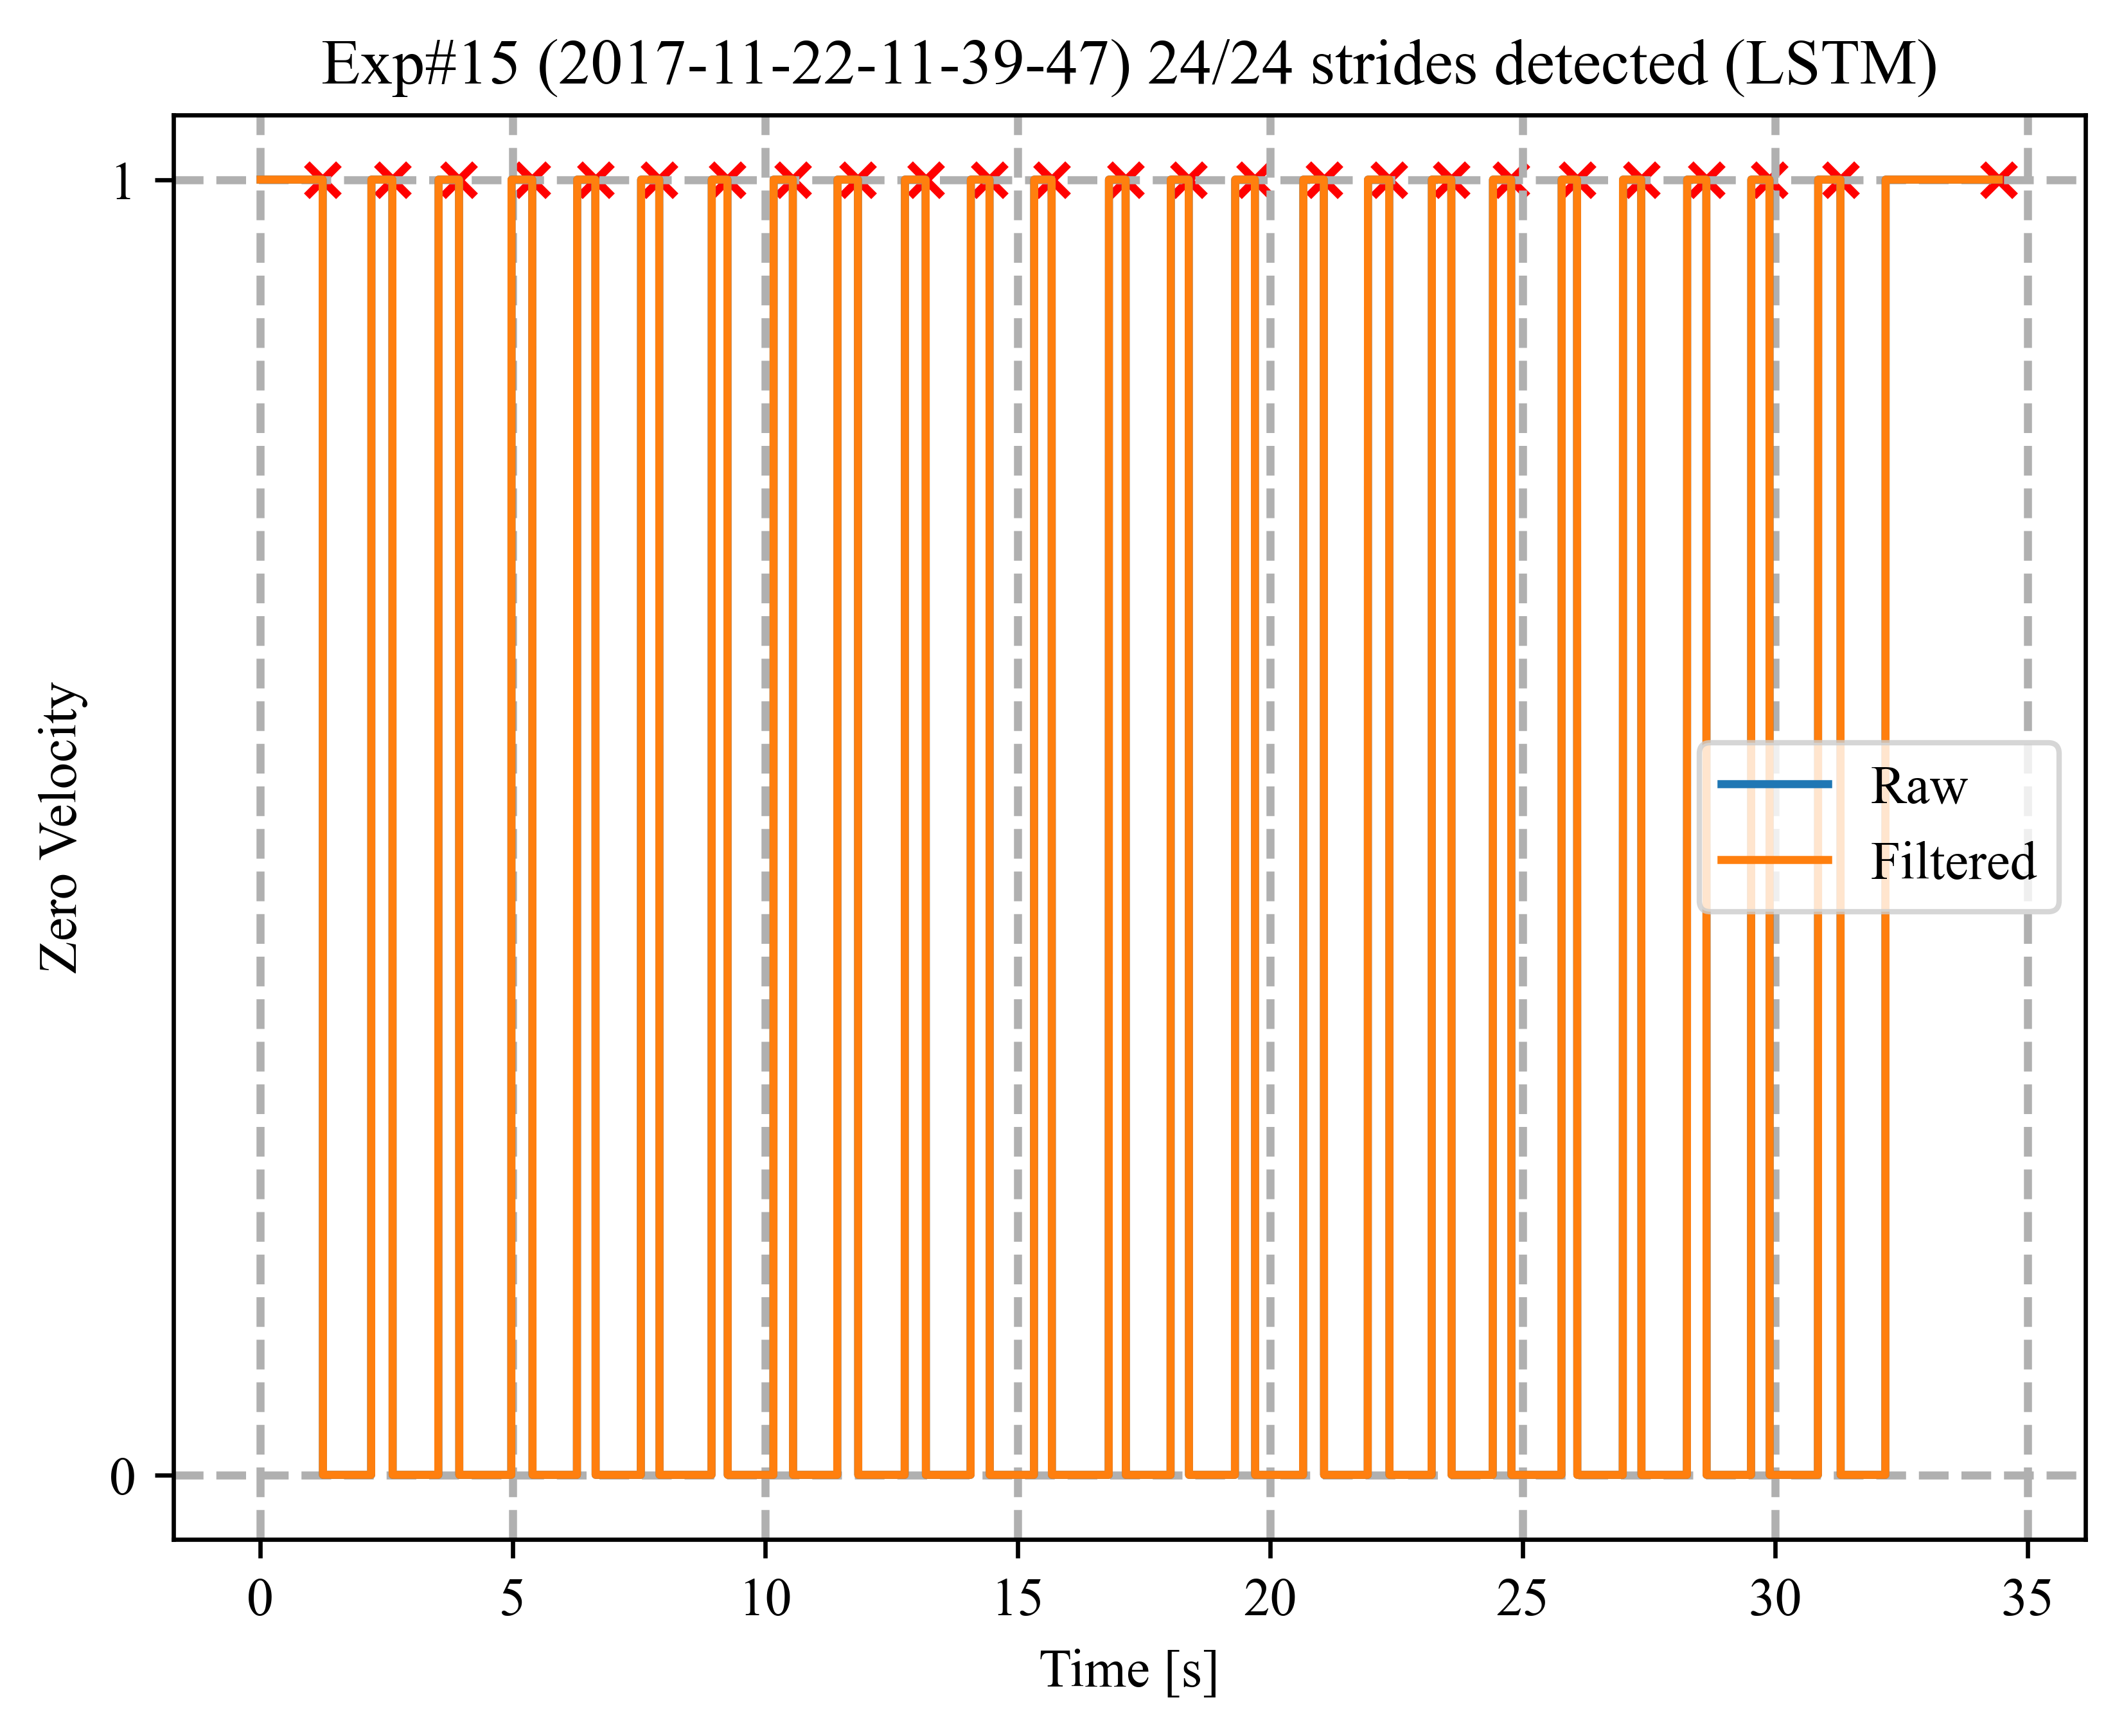 Exp#15 (2017-11-22-11-39-47) 24/24 strides detected (LSTM)
1
Zero Velocity
Raw
Filtered
0
0 5 10 15 20 25 30 35
Time [s]